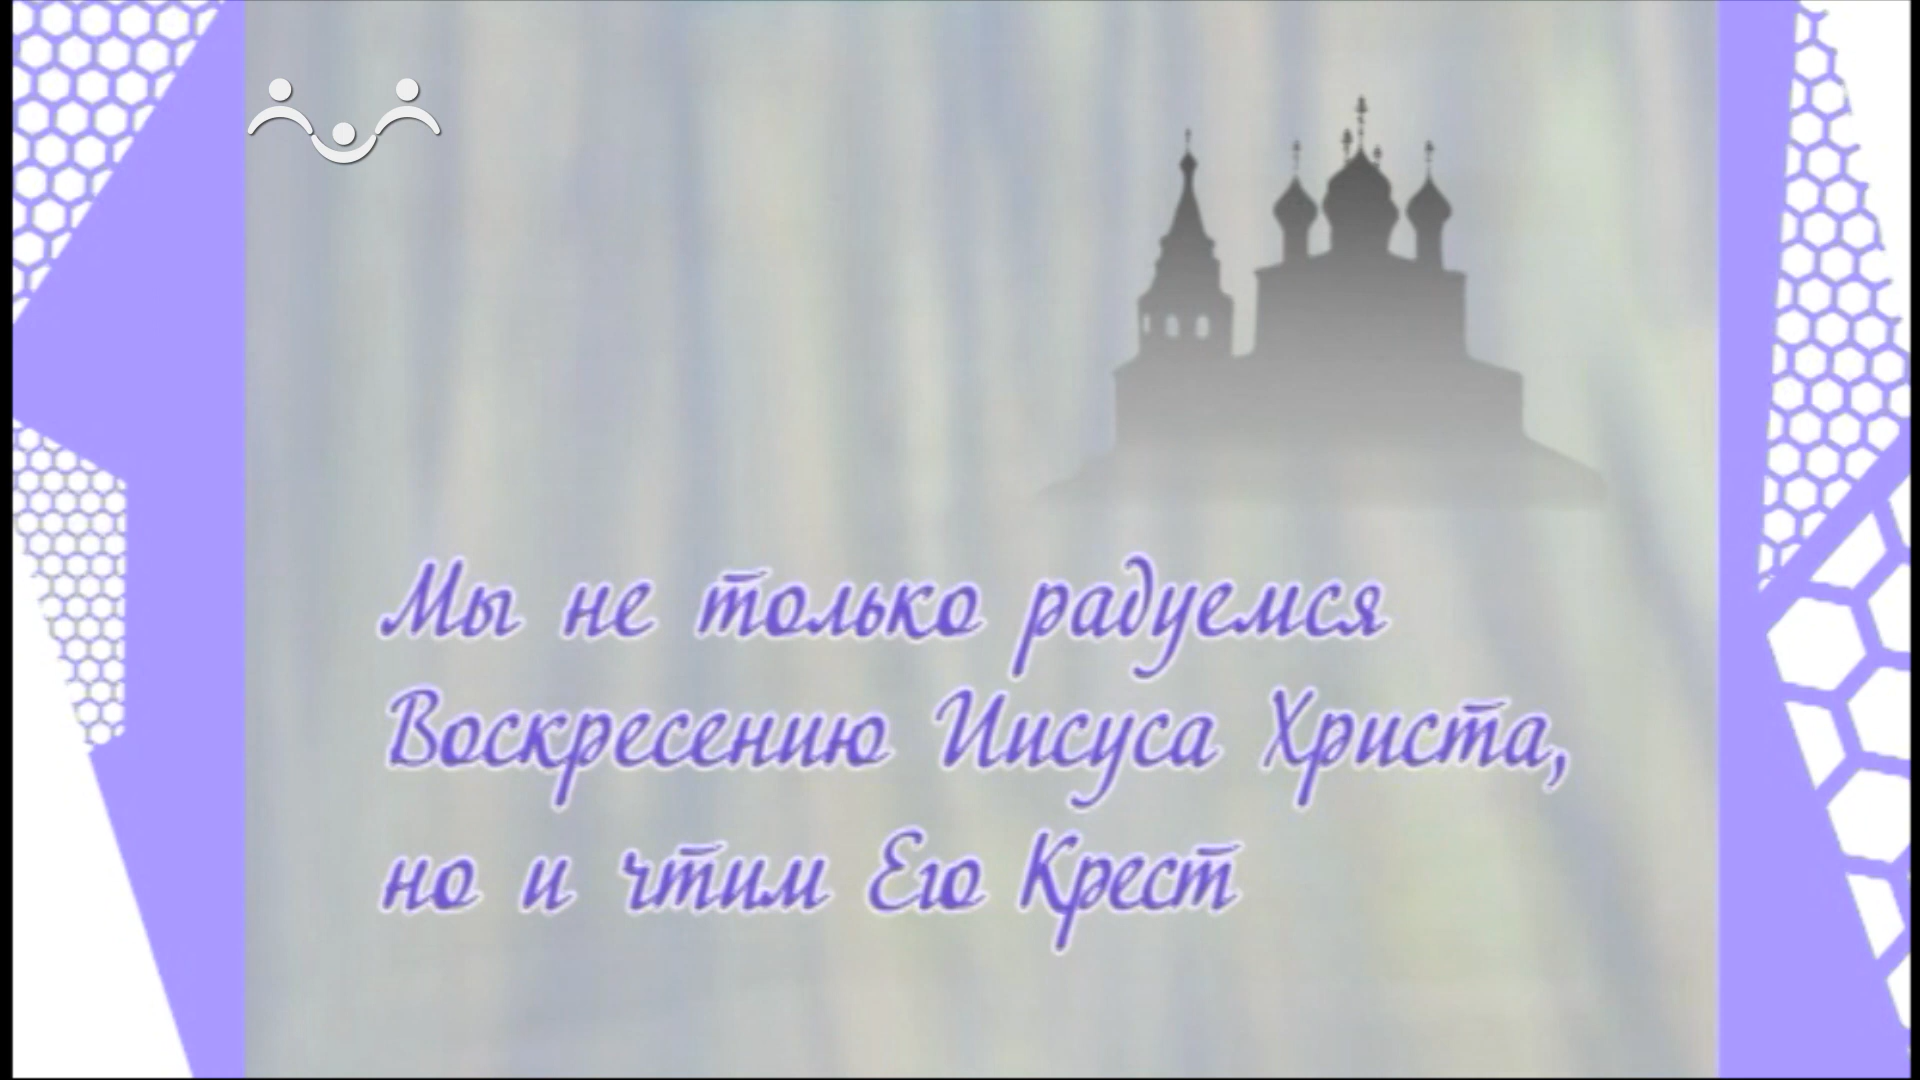 Мы не только радуемся
Воскресению Иисуса Христа,
но и чтим Его Крест